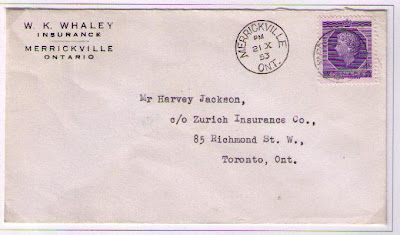 W. K. WHALEY
INSURANCE
MERRICKVILLE
ONTARIO
MERRICKVILLE
PM
21 X
53
ONT.
Mr Harvey Jackson,
c/o Zurich Insurance Co.,
85 Richmond St. W.,
Toronto, Ont.